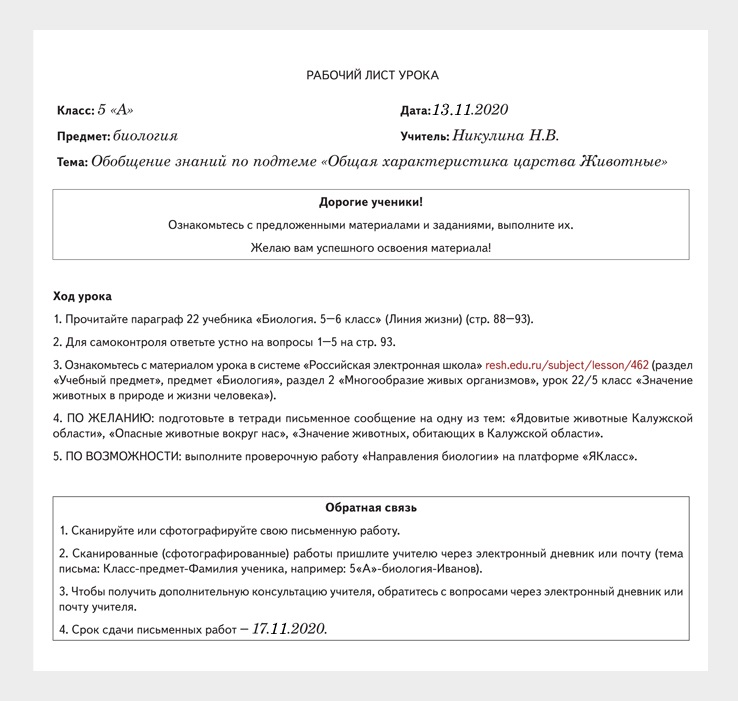 РАБОЧИЙ ЛИСТ УРОКА
Класс: 5 «А» Дата:13.11.2020
Предмет: биология Учитель: Никулина Н.В.
Тема: Обобщение знаний по подтеме «Общая характеристика царства Животные»
Дорогие ученики!
Ознакомьтесь с предложенными материалами и заданиями, выполните их.
Желаю вам успешного освоения материала!
Ход урока
1. Прочитайте параграф 22 учебника «Биология. 5—6 класс» (Линия жизни) (стр. 88—93).
2. Для самоконтроля ответьте устно на вопросы 1—5 на стр. 93.
3. Ознакомьтесь с материалом урока в системе «Российская электронная школа» resh.edu.ru/subject/lesson/462 (раздел
«Учебный предмет», предмет «Биология», раздел 2 «Многообразие живых организмов», урок 22/5 класс «Значение
животных в природе и жизни человека»).
4. ПО ЖЕЛАНИЮ: подготовьте в тетради письменное сообщение на одну из тем: «Ядовитые животные Калужской
области», «Опасные животные вокруг нас», «Значение животных, обитающих в Калужской области».
5. ПО ВОЗМОЖНОСТИ: выполните проверочную работу «Направления биологии» на платформе «ЯКласс».
Обратная связь
1. Сканируйте или сфотографируйте свою письменную работу.
2. Сканированные (сфотографированные) работы пришлите учителю через электронный дневник или почту (тема
письма: Класс-предмет-Фамилия ученика, например: 5«А»-биология-Иванов).
3. Чтобы получить дополнительную консультацию учителя, обратитесь с вопросами через электронный дневник или
почту учителя.
4. Срок сдачи письменных работ — 17.11.2020.